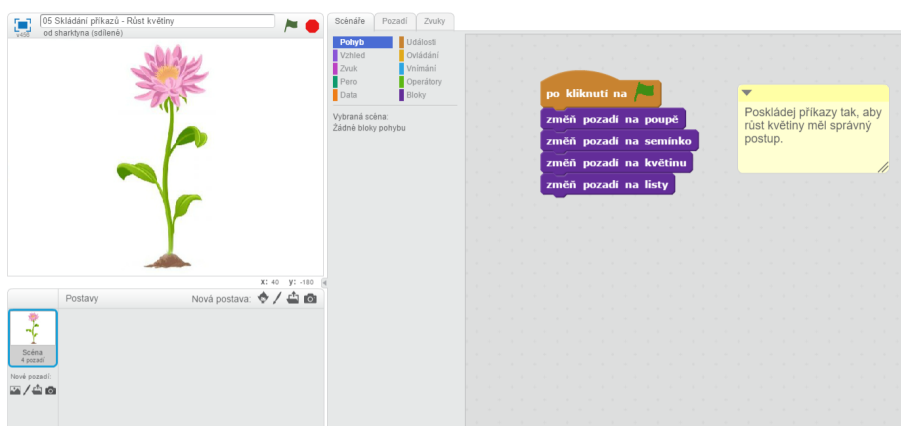 05 Skládání příkazů - Růst květiny
od sharktyna (sdílené)
v456
Scénáře Pozadí Zvuky
Pohyb Události
Vzhled Ovládání
Zvuk Vnímání
Pero Operátory
Data Bloky
Vybraná scéna:
Žádné bloky pohybu
po kliknutí na
změň pozadí na poupě
změň pozadí na semínko
změň pozadí na květinu
změň pozadí na listy
Poskládej příkazy tak, aby
růst květiny měl správný
postup.
x: 40 y: -180
Postavy Nová postava:
Scéna
4 pozadí
Nové pozadí: